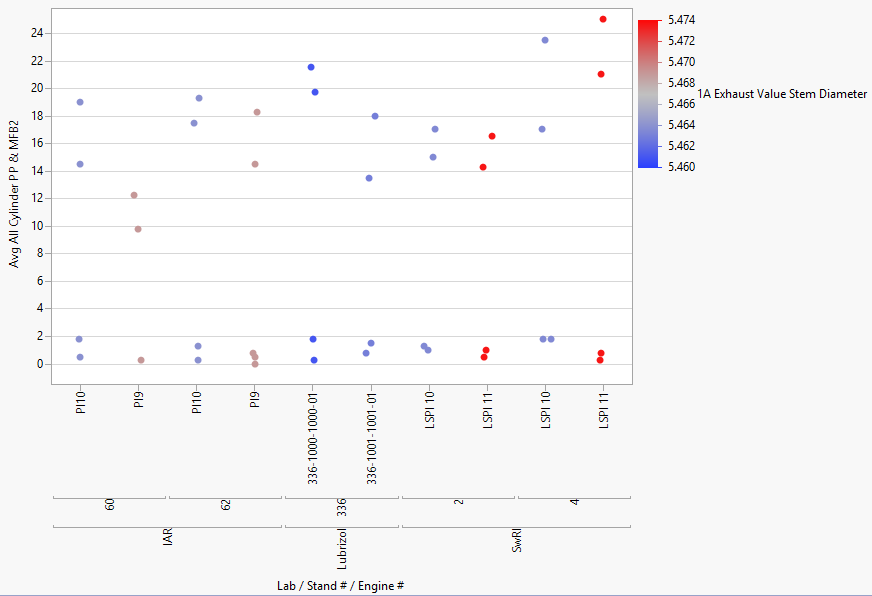 Avg All Cylinder PP & MFB2
24
22
20
18
16
14
12
10
8
6
4
2
0
PI10
PI9
PI10
PI9
336-1000-1000-01
336-1001-1001-01
LSPI 10
LSPI 11
LSPI 10
LSPI 11
60
62
336
2
4
IAR
Lubrizol
SwRI
Lab / Stand # / Engine #
5.474
5.472
5.470
5.468
5.466
5.464
5.462
5.460
1A Exhaust Value Stem Diameter